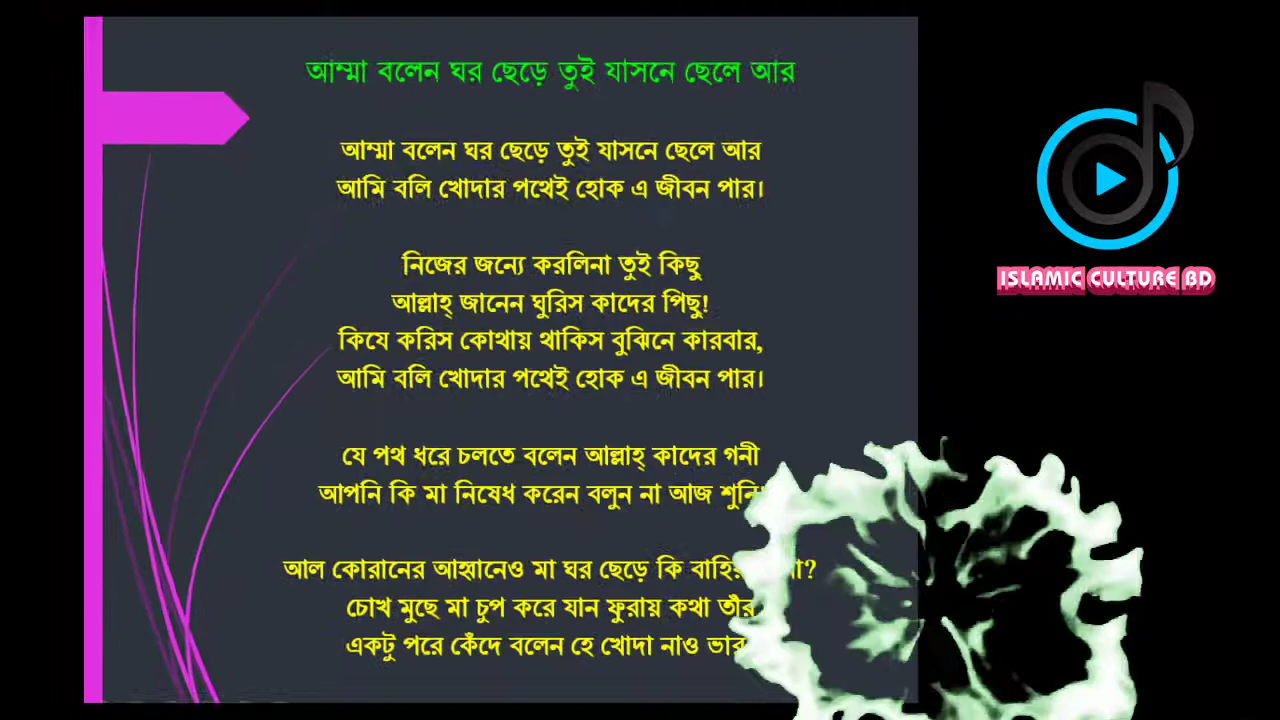 আম্মা বলেন ঘর ছেড়ে তুই যাসনে ছেলে আর
আম্মা বলেন ঘর ছেড়ে তুই যাসনে ছেলে আর
আমি বলি খোদার পথেই হোক এ জীবন পার।
নিজের জন্যে করলিনা তুই কিছু
আল্লাহ্ জানেন ঘুরিস কাদের পিছু!
কিযে করিস কোথায় থাকিস বুঝিনে কারবার,
আমি বলি খোদার পথেই হোক এ জীবন পার।
যে পথ ধরে চলতে বলেন আল্লাহ্ কাদের গনী
আপনি কি মা নিষেধ করেন বলুন না আজ শুনি
আল কোরানের আহ্বানেও মা ঘর ছেড়ে কি
চোখ মুছে মা চুপ করে যান ফুরায় কথা তাঁর
একটু পরে কেঁদে বলেন হে খোদা নাও ভার
ISLAMIC CULTURE BD